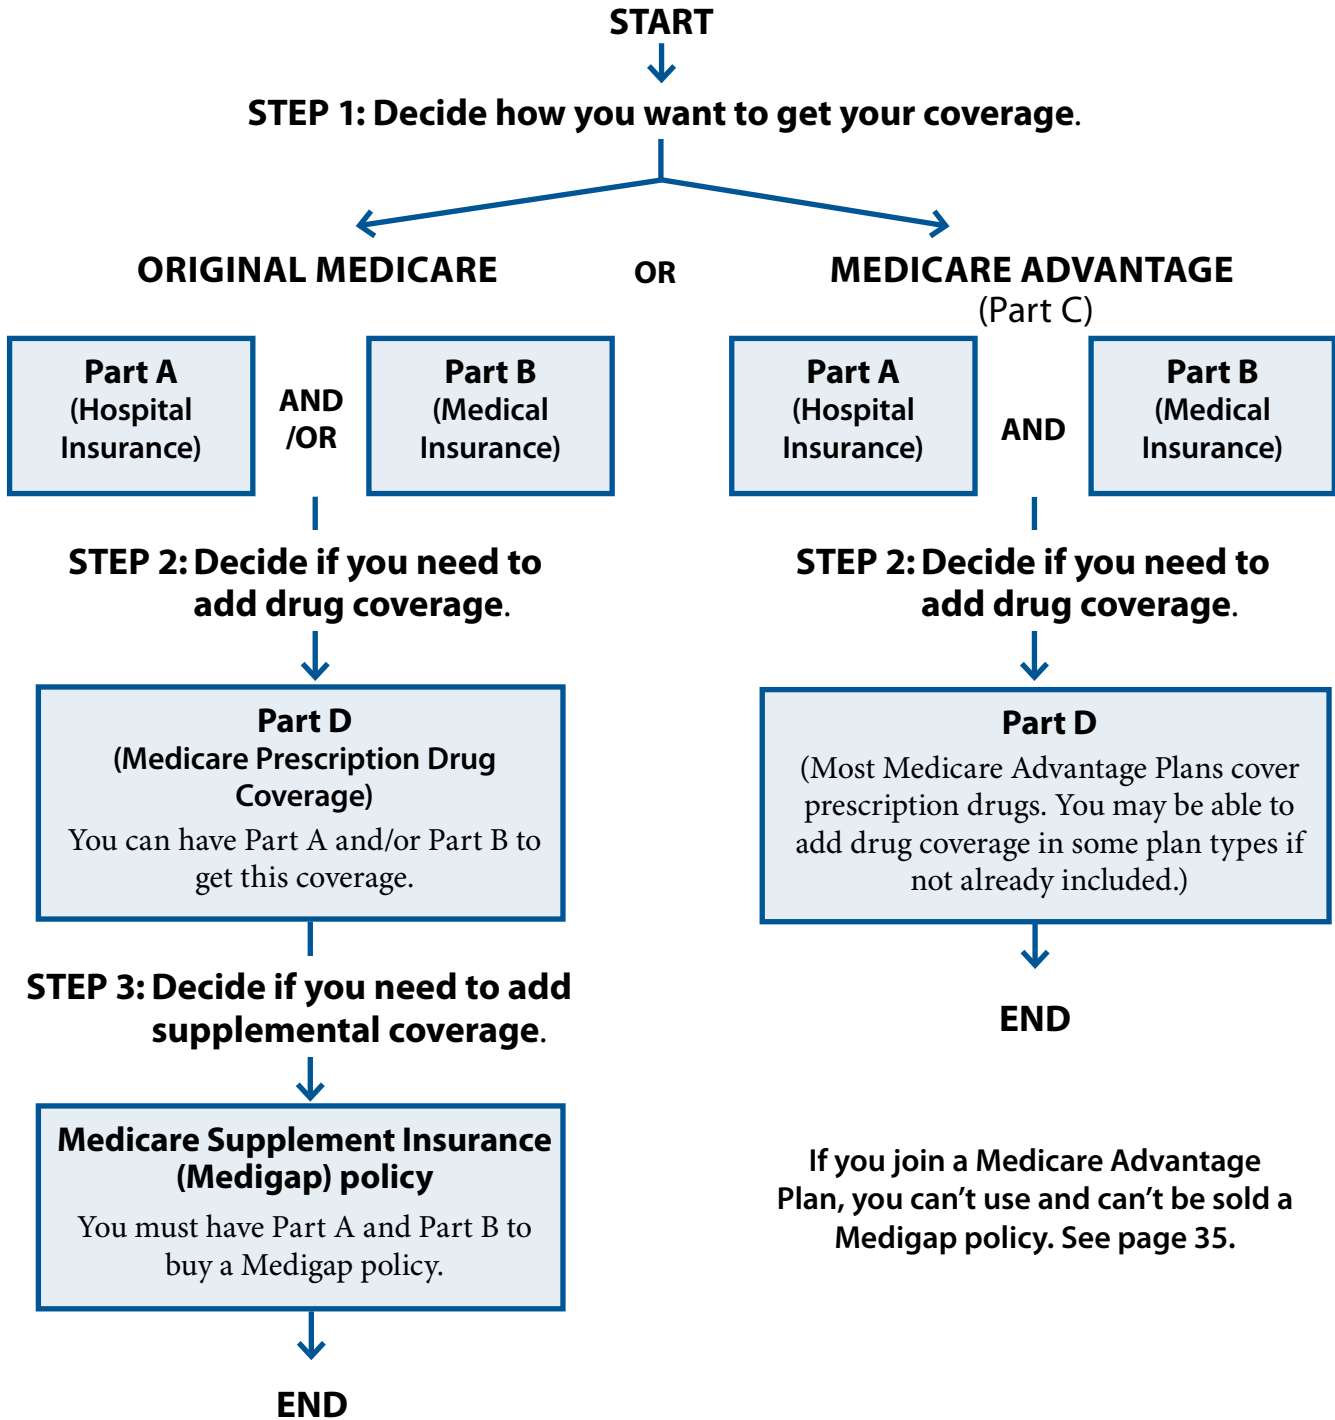 START
STEP 1: Decide how you want to get your coverage.
ORIGINAL MEDICARE
OR
MEDICARE ADVANTAGE
(Part C)
Part A
(Hospital
Insurance)
AND
/OR
Part B
(Medical
Insurance)
Part A
(Hospital
Insurance)
AND
Part B
(Medical
Insurance)
STEP 2: Decide if you need to
add drug coverage.
Part D
(Medicare Prescription Drug
Coverage)
You can have Part A and/or Part B to
get this coverage.
STEP 3: Decide if you need to add
supplemental coverage.
Medicare Supplement Insurance
(Medigap) policy
You must have Part A and Part B to
buy a Medigap policy.
END
STEP 2: Decide if you need to
add drug coverage.
Part D
(Most Medicare Advantage Plans cover
prescription drugs. You may be able to
add drug coverage in some plan types if
not already included.)
END
If you join a Medicare Advantage
Plan, you can’t use and can’t be sold a
Medigap policy. See page 35.